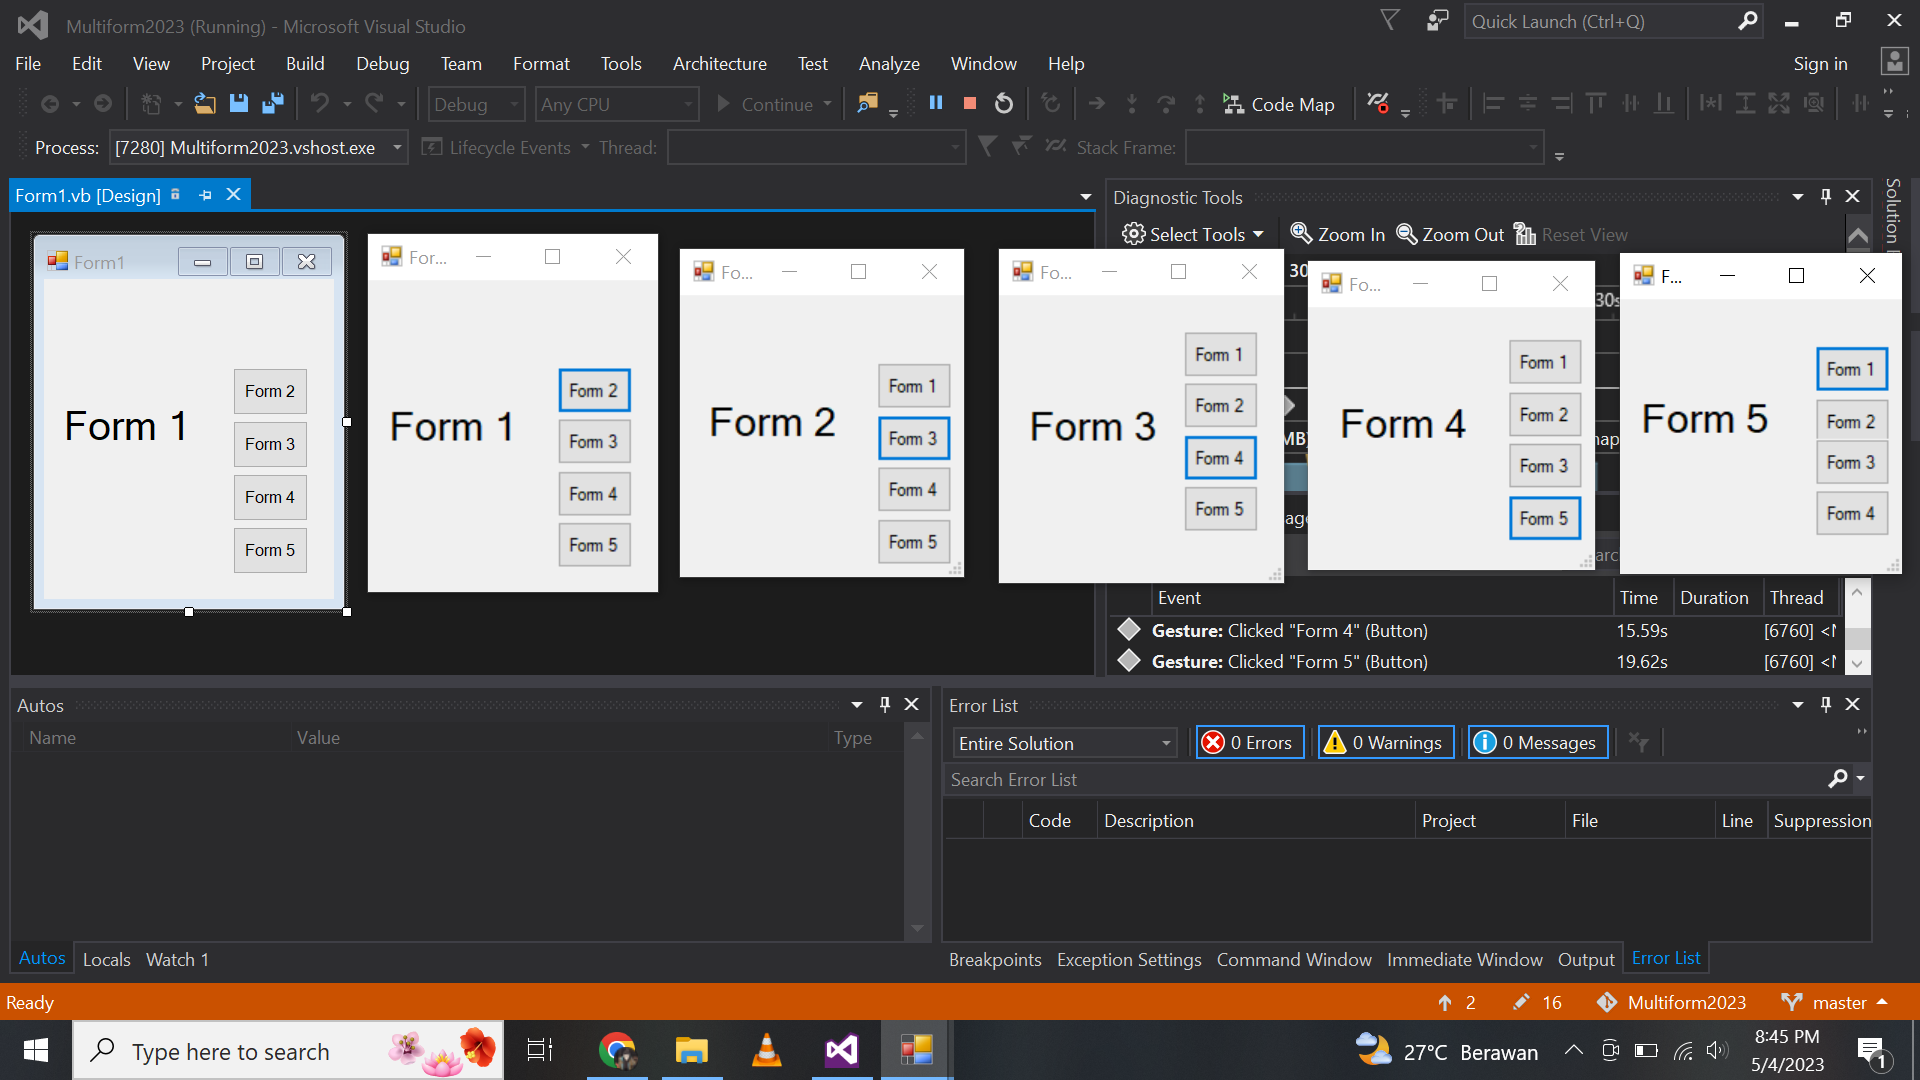 Multiform2023 (Running) - Microsoft Visual Studio
Quick Launch (Ctrl+Q)
File Edit View Project Build Debug Team Format Tools Architecture Test Analyze Window Help
Sign in
Debug Any CPU Continue Code Map
Process: [7280] Multiform2023.vshost.exe Lifecycle Events Thread: Stack Frame:
Form1.vb [Design]
Diagnostic Tools
Select Tools Zoom In Zoom Out Reset View
Solution
Form1
Form 1
Form 2
Form 3
Form 4
Form 5
For...
Form 1
Form 2
Form 3
Form 4
Form 5
Fo...
Form 2
Form 1
Form 3
Form 4
Form 5
Fo...
Form 3
Form 1
Form 2
Form 4
Form 5
30
Fo...
Form 4
Form 1
Form 2
Form 3
Form 5
30s
F...
Form 5
Form 1
Form 2
Form 3
Form 4
Event Time Duration Thread
Gesture: Clicked "Form 4" (Button) 15.59s [6760] <
Gesture: Clicked "Form 5" (Button) 19.62s [6760] <
Autos
Name Value Type
Autos Locals Watch 1
Error List
Entire Solution 0 Errors 0 Warnings 0 Messages
Search Error List
Code Description Project File Line Suppression
Breakpoints Exception Settings Command Window Immediate Window Output Error List
Ready
2 16 Multiform2023 master
Type here to search
27°C Berawan
8:45 PM
5/4/2023
1